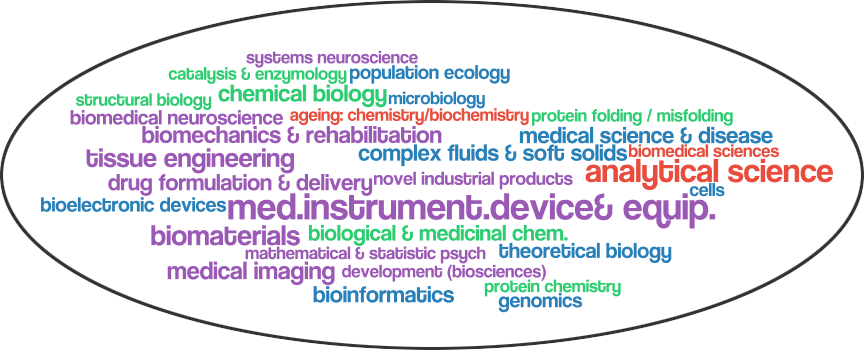 systems neuroscience
catalysis & enzymology population ecology
structural biology chemical biology microbiology
biomedical neuroscience ageing: chemistry/biochemistry protein folding / misfolding
biomechanics & rehabilitation medical science & disease
tissue engineering complex fluids & soft solids biomedical sciences
drug formulation & delivery novel industrial products analytical science
bioelectronic devices med.instrument.device& equip. cells
biomaterials biological & medicinal chem.
mathematical & statistic psych theoretical biology
medical imaging development (biosciences)
bioinformatics protein chemistry
genomics